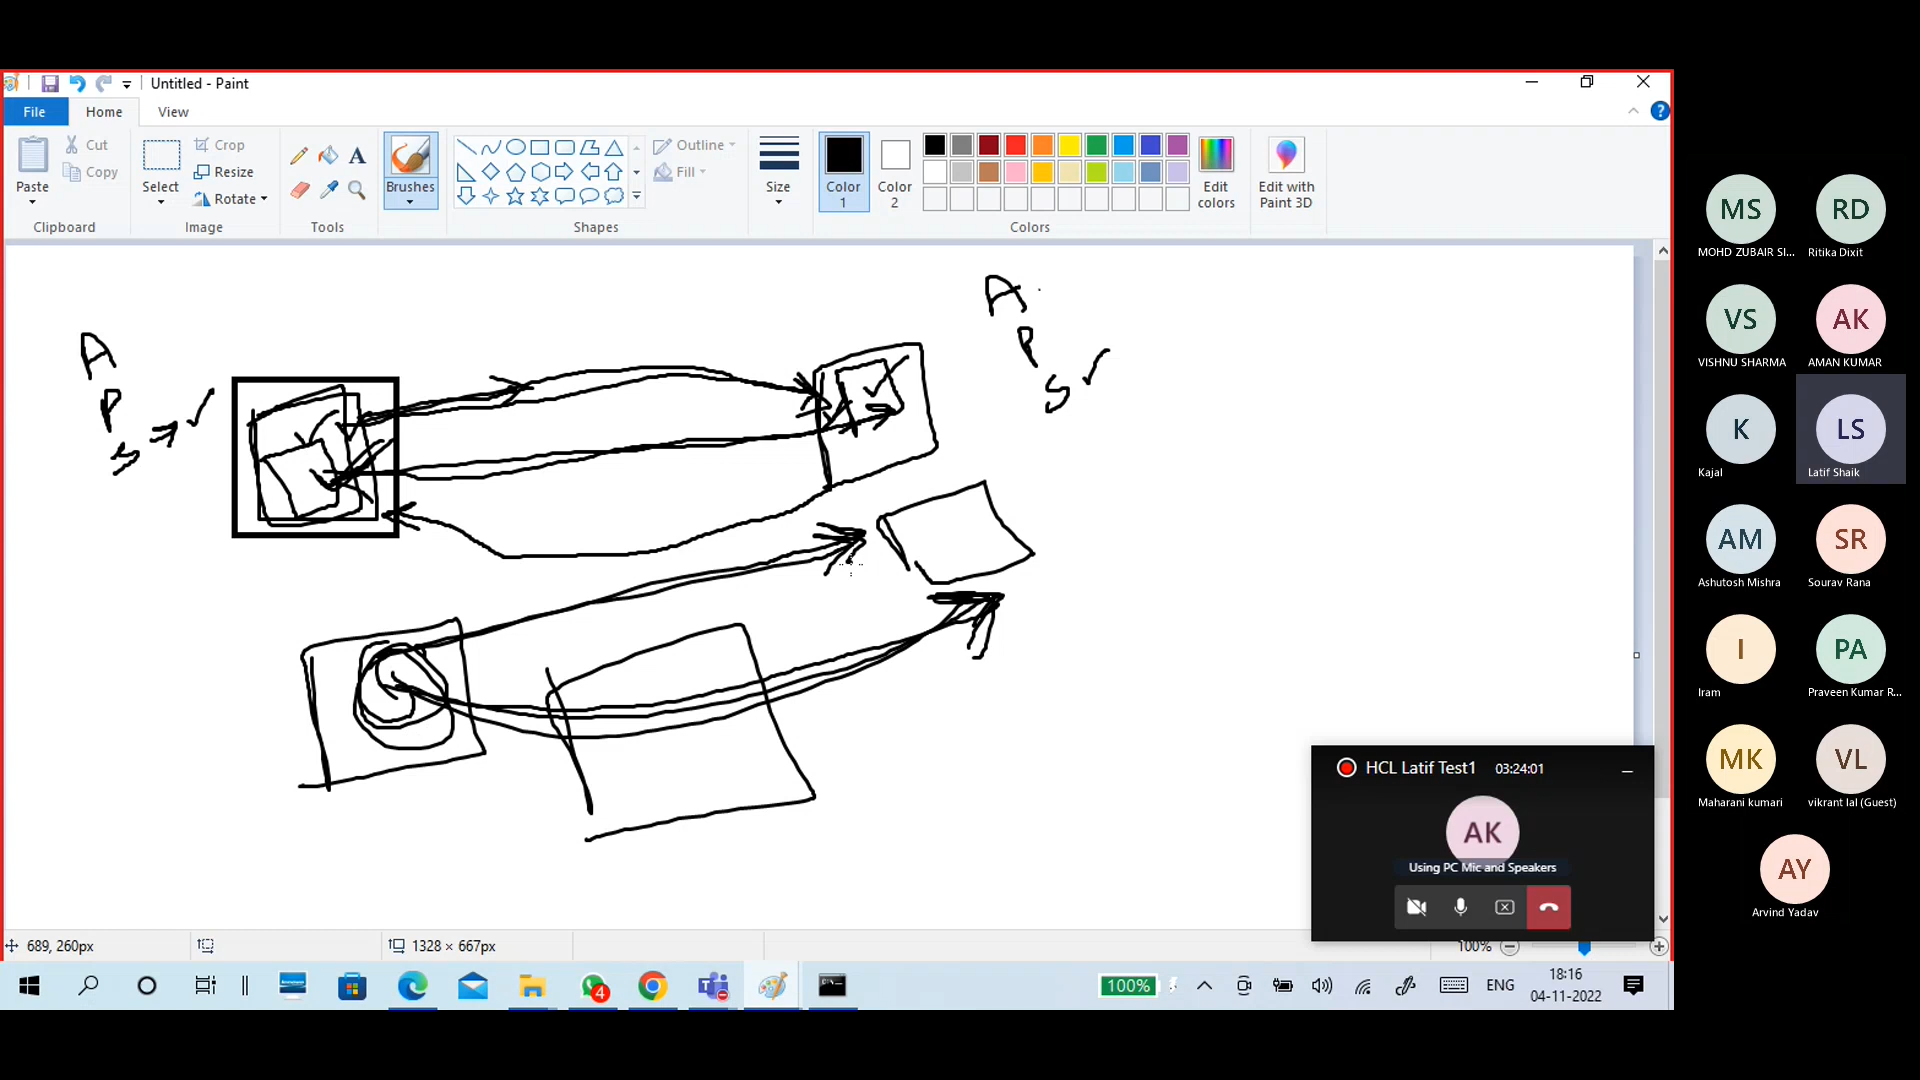 Untitled - Paint
File Home View
Paste
Cut
Copy
Clipboard
Select
Crop
Resize
Rotate
Image
A
Tools
Brushes
Shapes
Outline
Fill
Size
Color
1
Color
2
Edit
colors
Colors
Edit with
Paint 3D
A
P
S
A
P
S
MS
MOHD ZUBAIR SI...
RD
Ritika Dixit
VS
VISHNU SHARMA
AK
AMAN KUMAR
K
Kajal
LS
Latif Shaik
AM
Ashutosh Mishra
SR
Sourav Rana
I
Iram
PA
Praveen Kumar R...
MK
Maharani kumari
VL
vikrant lal (Guest)
AY
Arvind Yadav
HCL Latif Test1 03:24:01
AK
Using PC Mic and Speakers
689, 260px
1328 × 667px
100%
4
100%
ENG
18:16
04-11-2022